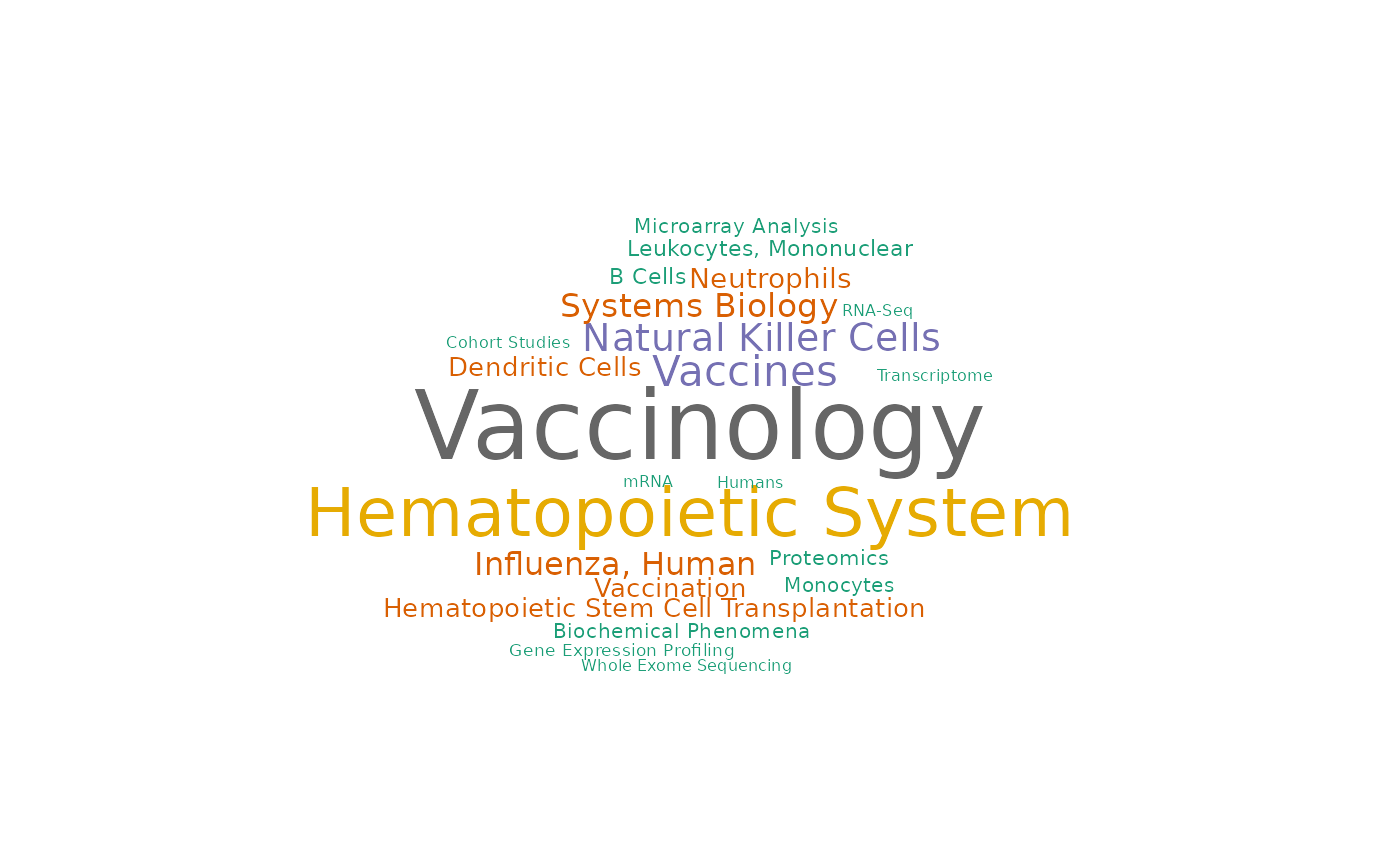 Microarray Analysis
Leukocytes, Mononuclear
B Cells Neutrophils
Systems Biology RNA-Seq
Cohort Studies Natural Killer Cells
Dendritic Cells Vaccines Transcriptome
Vaccinology
mRNA Humans
Hematopoietic System
Influenza, Human Proteomics
Vaccination Monocytes
Hematopoietic Stem Cell Transplantation
Biochemical Phenomena
Gene Expression Profiling
Whole Exome Sequencing